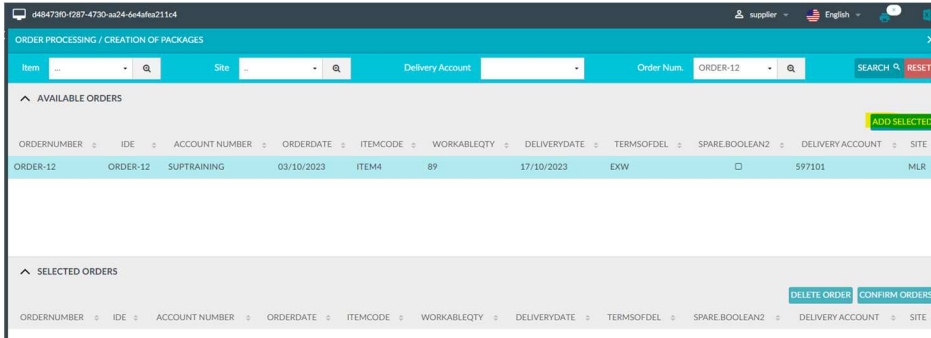 d48473f0-f287-4730-aa24-6e4afea211c4 supplier English
ORDER PROCESSING / CREATION OF PACKAGES
Item ... Site .. Delivery Account Order Num. ORDER-12 SEARCH RESET
AVAILABLE ORDERS
ADD SELECTED
ORDERNUMBER IDE ACCOUNT NUMBER ORDERDATE ITEMCODE WORKABLEQTY DELIVERYDATE TERMSOFDEL SPARE.BOOLEAN2 DELIVERY ACCOUNT SITE
ORDER-12 ORDER-12 SUPTRAINING 03/10/2023 ITEM4 89 17/10/2023 EXW 597101 MLR
SELECTED ORDERS
DELETE ORDER CONFIRM ORDERS
ORDERNUMBER IDE ACCOUNT NUMBER ORDERDATE ITEMCODE WORKABLEQTY DELIVERYDATE TERMSOFDEL SPARE.BOOLEAN2 DELIVERY ACCOUNT SITE